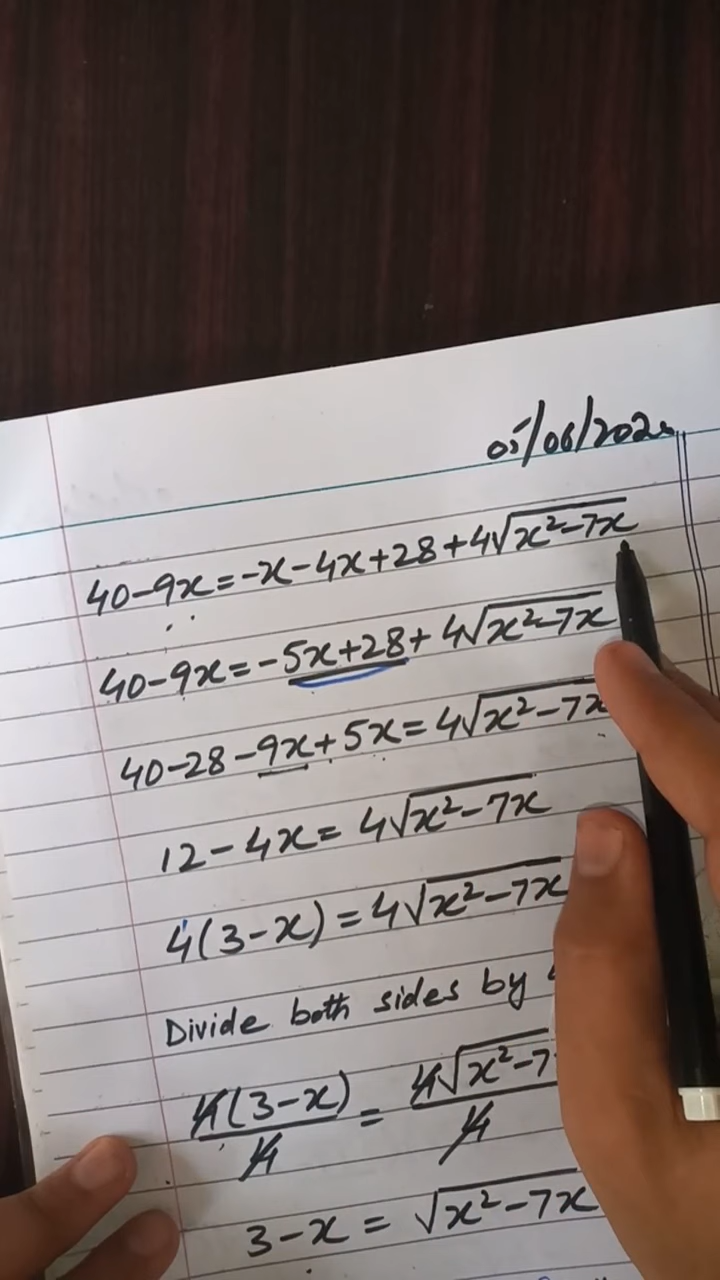 05/06/202
40-9x=-x-4x+28+4√x²-7x
40-9x=-5x+28+4√x²-7x
40-28-9x+5x=4√x²-7x
12-4x=4√x²-7x
4(3-x)=4√x²-7x
Divide both sides by
4(3-x)/4 = 4√x²-7/4
3-x=√x²-7x